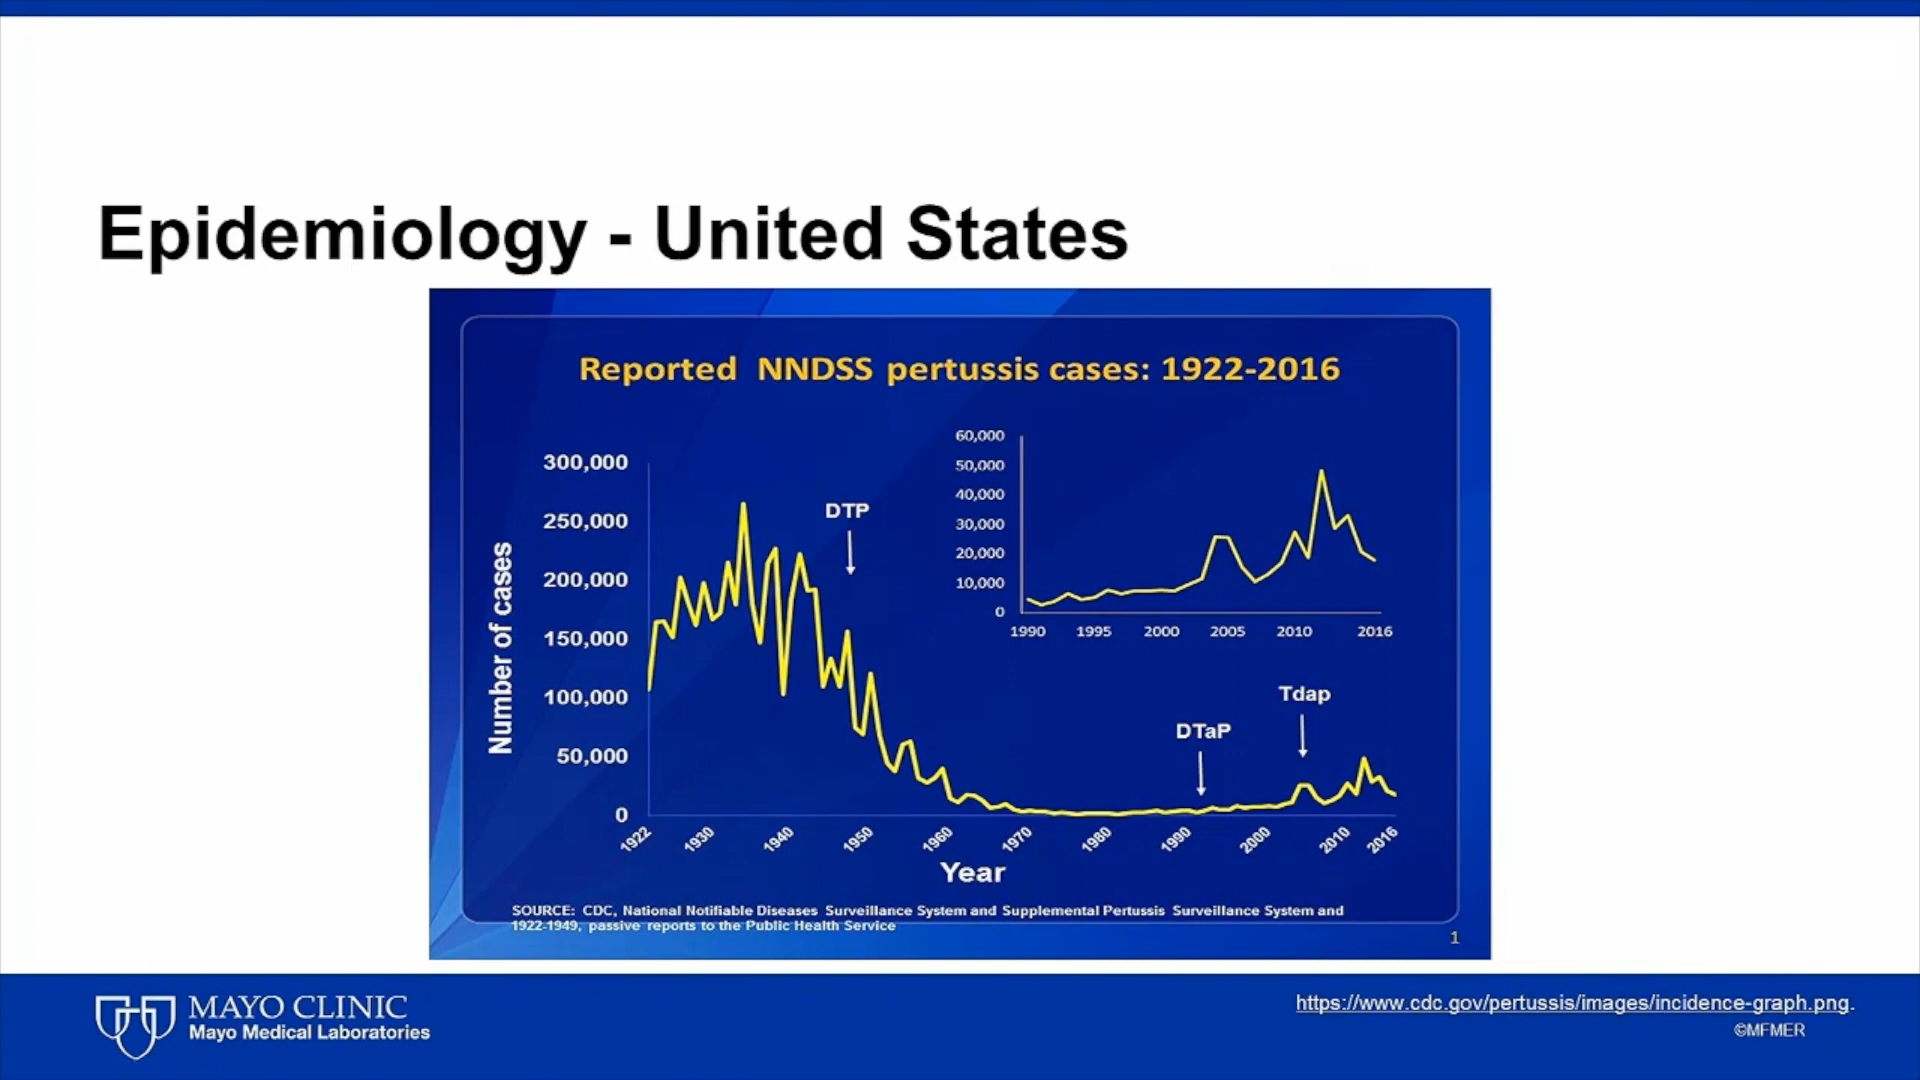 Epidemiology - United States
Reported NNDSS pertussis cases: 1922-2016
Number of cases
300,000
250,000
200,000
150,000
100,000
50,000
0
DTP
60,000
50,000
40,000
30,000
20,000
10,000
0
1990 1995 2000 2005 2010 2016
DTaP
Tdap
1922 1930 1940 1950 1960 1970 1980 1990 2000 2010 2016
Year
SOURCE: CDC, National Notifiable Diseases Surveillance System and Supplemental Pertussis Surveillance System and
1922-1949, passive reports to the Public Health Service
1
MAYO CLINIC
Mayo Medical Laboratories
https://www.cdc.gov/pertussis/images/incidence-graph.png.
©MFMER